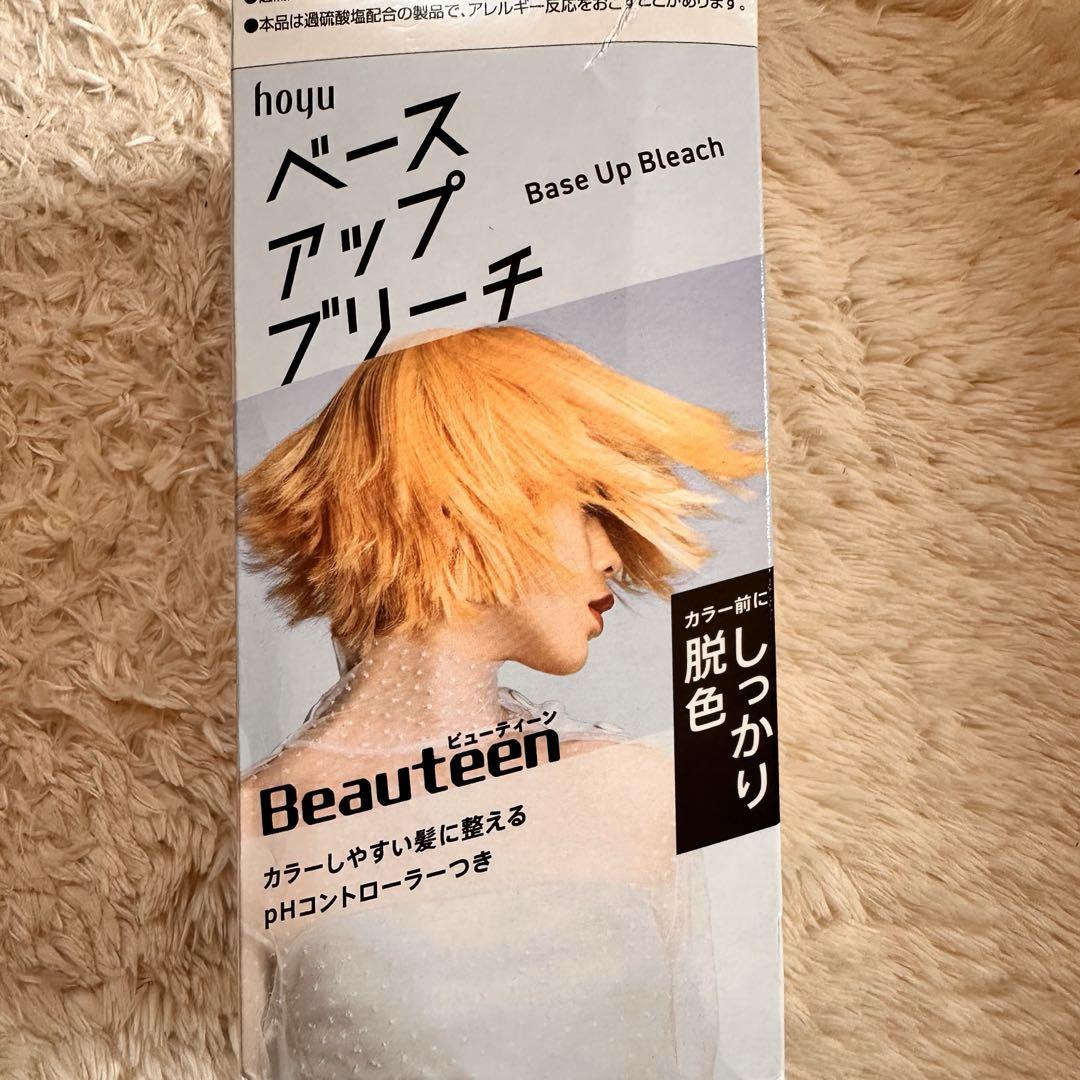 ●本品は過硫酸塩配合の製品で、アレルギー反応をおこすことがあります。
hoyu
ベース
アップ
ブリーチ
Base Up Bleach
カラー前に
しっかり
脱色
ビューティーン
Beauteen
カラーしやすい髪に整える
pHコントローラーつき